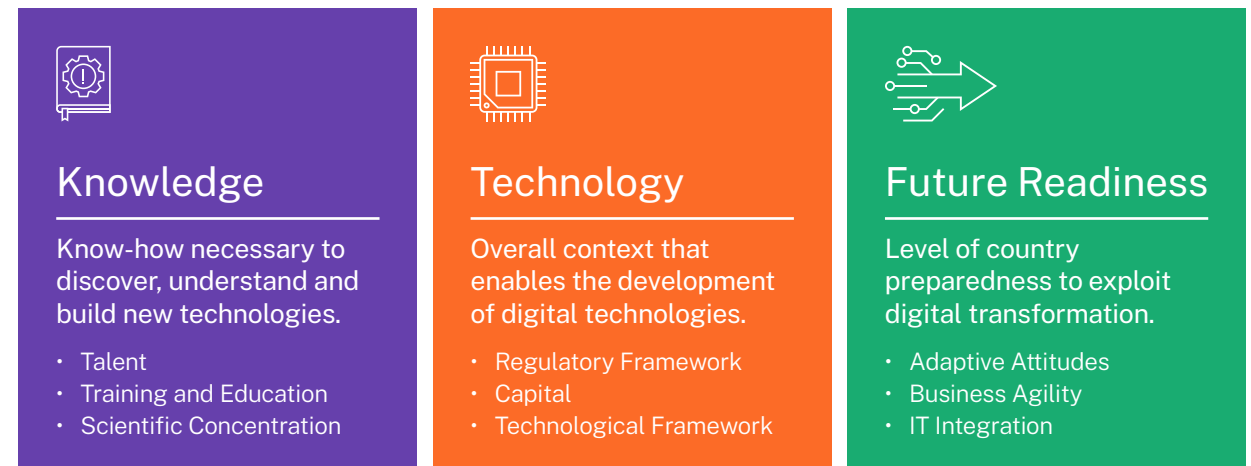 Knowledge
Know-how necessary to
discover, understand and
build new technologies.
• Talent
• Training and Education
• Scientific Concentration
Technology
Overall context that
enables the development
of digital technologies.
• Regulatory Framework
• Capital
• Technological Framework
Future Readiness
Level of country
preparedness to exploit
digital transformation.
• Adaptive Attitudes
• Business Agility
• IT Integration